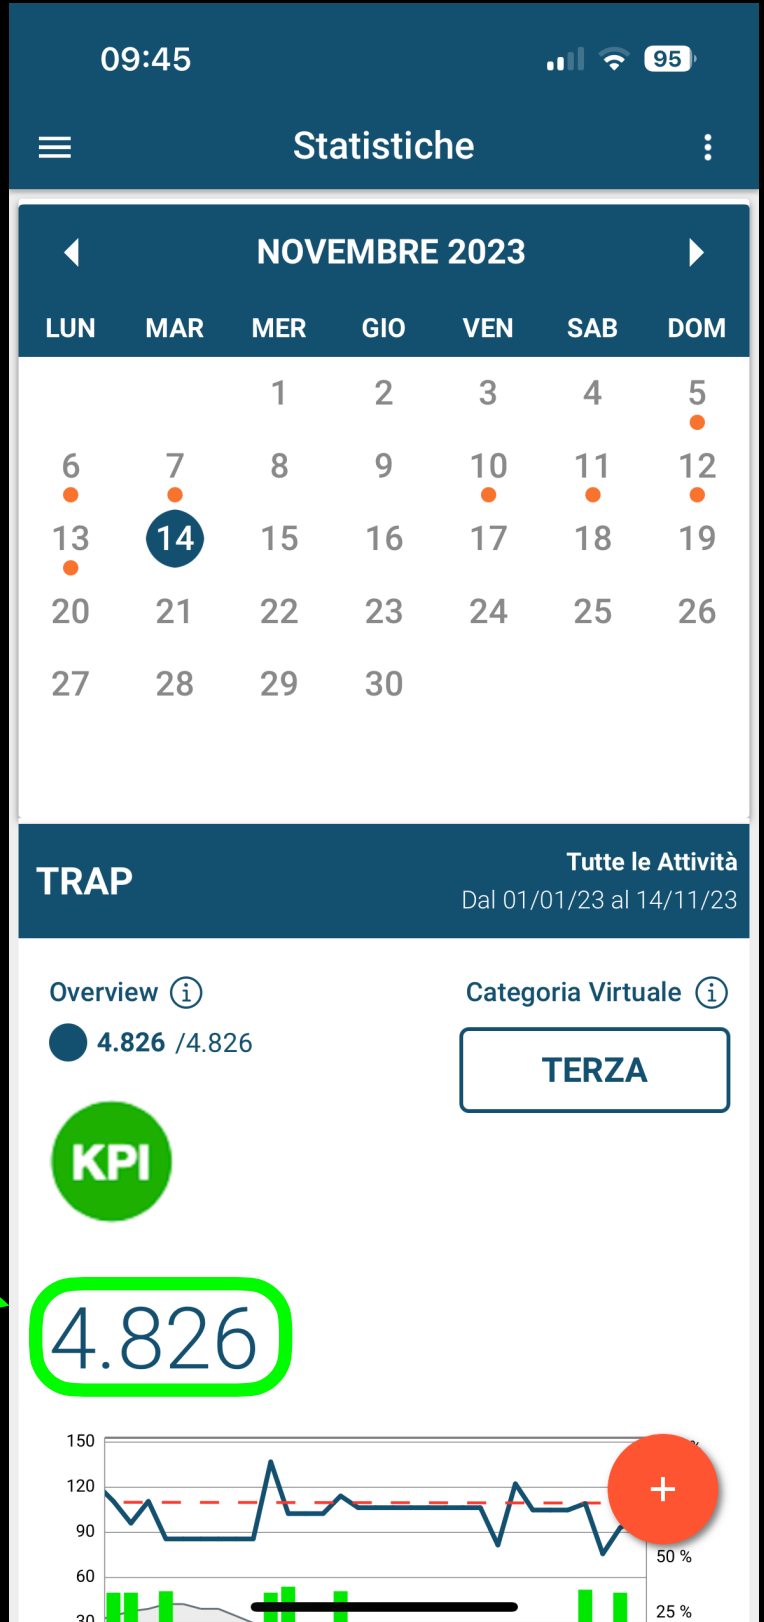 09:45 95
Statistiche
NOVEMBRE 2023
LUN MAR MER GIO VEN SAB DOM
1 2 3 4 5
6 7 8 9 10 11 12
13 14 15 16 17 18 19
20 21 22 23 24 25 26
27 28 29 30
TRAP
Tutte le Attività
Dal 01/01/23 al 14/11/23
Overview i
Categoria Virtuale i
4.826 /4.826
TERZA
KPI
4.826
150
120
90
60
30
+
50 %
25 %